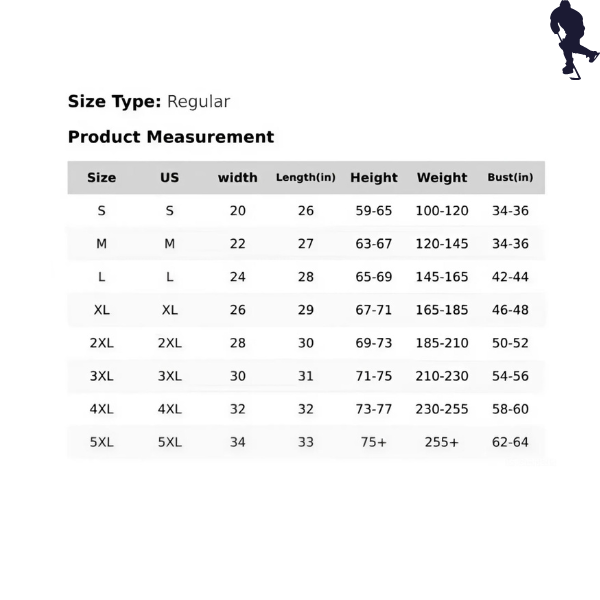 Size Type: Regular
Product Measurement
Size US width Length(in) Height Weight Bust(in)
S S 20 26 59-65 100-120 34-36
M M 22 27 63-67 120-145 34-36
L L 24 28 65-69 145-165 42-44
XL XL 26 29 67-71 165-185 46-48
2XL 2XL 28 30 69-73 185-210 50-52
3XL 3XL 30 31 71-75 210-230 54-56
4XL 4XL 32 32 73-77 230-255 58-60
5XL 5XL 34 33 75+ 255+ 62-64